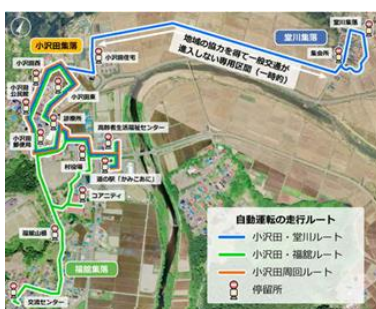 小沢田集落
堂川集落
小沢田住宅
集会所
堂川集落
地域の協力を得て一般交通が
進入しない専用区間（一時的）
小沢田西
小沢田
公民館
小沢田東
診療所
高齢者生活福祉センター
小沢田
郵便局
村役場
道の駅「かみこあに」
コアニティ
福舘山根
福舘集落
交流センター
自動運転の走行ルート
小沢田・堂川ルート
小沢田・福舘ルート
小沢田周回ルート
停留所